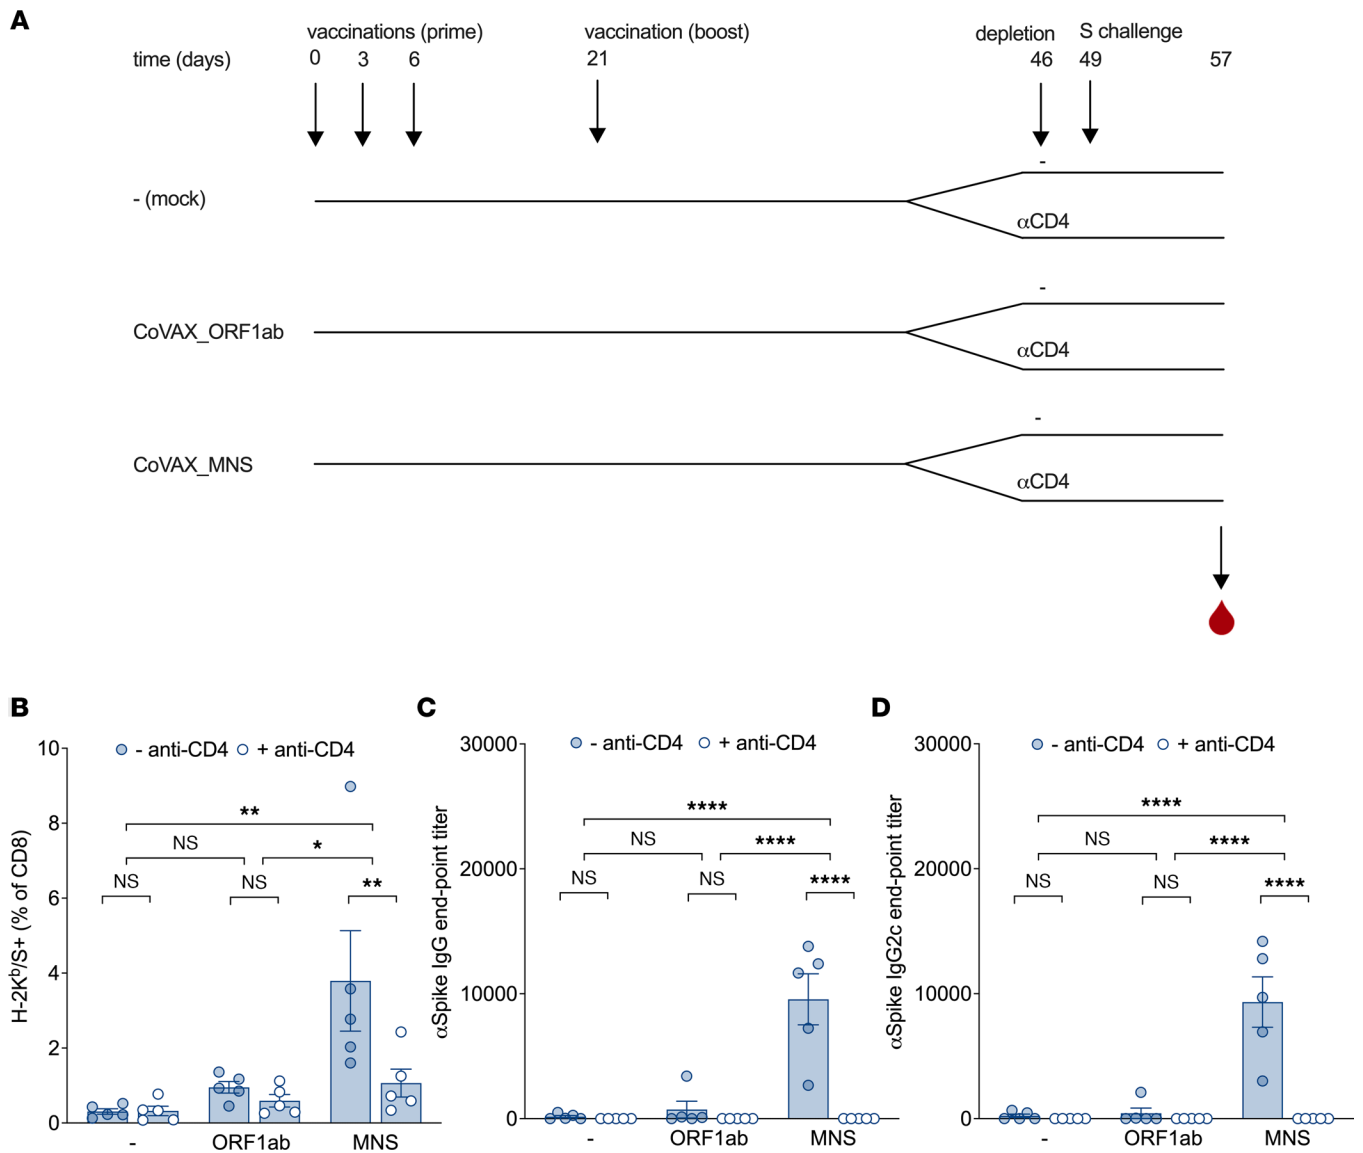 A
vaccinations (prime)
vaccination (boost)
depletion
S challenge
time (days)
0
3
6
21
46
49
57
-
- (mock)
αCD4
-
CoVAX_ORF1ab
αCD4
-
CoVAX_MNS
αCD4
B
- anti-CD4
+ anti-CD4
H-2Kᵇ/S+ (% of CD8)
10
8
6
4
2
0
**
NS
*
NS
NS
**
-
ORF1ab
MNS
C
- anti-CD4
+ anti-CD4
αSpike IgG end-point titer
30000
20000
10000
0
****
NS
****
NS
NS
****
-
ORF1ab
MNS
D
- anti-CD4
+ anti-CD4
αSpike IgG2c end-point titer
30000
20000
10000
0
****
NS
****
NS
NS
****
-
ORF1ab
MNS